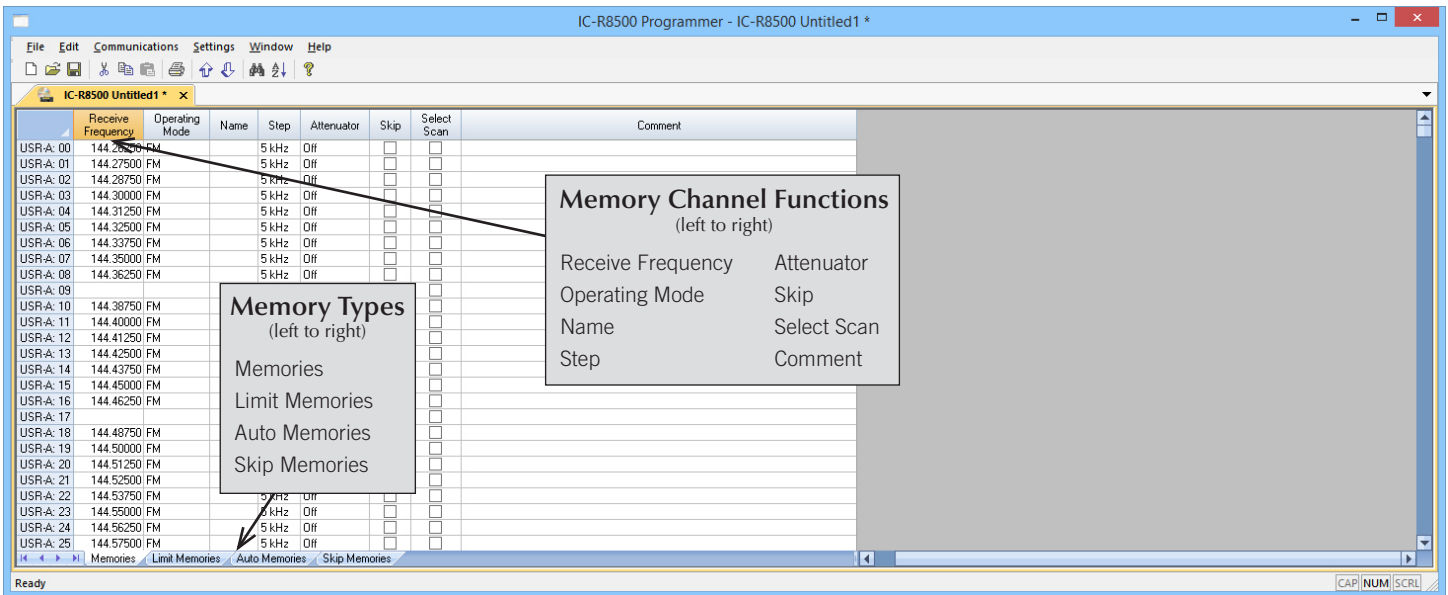 IC-R8500 Programmer - IC-R8500 Untitled1 *
File Edit Communications Settings Window Help
IC-R8500 Untitled1 * X
Receive Frequency Operating Mode Name Step Attenuator Skip Select Scan Comment
USR-A: 00 FM 5 kHz Off
USR-A: 01 144.27500 FM 5 kHz Off
USR-A: 02 144.28750 FM 5 kHz Off
USR-A: 03 144.30000 FM 5 kHz Off
USR-A: 04 144.31250 FM 5 kHz Off
USR-A: 05 144.32500 FM 5 kHz Off
USR-A: 06 144.33750 FM 5 kHz Off
USR-A: 07 144.35000 FM 5 kHz Off
USR-A: 08 144.36250 FM 5 kHz Off
USR-A: 09
USR-A: 10 144.38750 FM
USR-A: 11 144.40000 FM
USR-A: 12 144.41250 FM
USR-A: 13 144.42500 FM
USR-A: 14 144.43750 FM
USR-A: 15 144.45000 FM
USR-A: 16 144.46250 FM
USR-A: 17
USR-A: 18 144.48750 FM
USR-A: 19 144.50000 FM
USR-A: 20 144.51250 FM
USR-A: 21 144.52500 FM
USR-A: 22 144.53750 FM 5 kHz Off
USR-A: 23 144.55000 FM 5 kHz Off
USR-A: 24 144.56250 FM 5 kHz Off
USR-A: 25 144.57500 FM 5 kHz Off
Memory Types
(left to right)
Memories
Limit Memories
Auto Memories
Skip Memories
Memory Channel Functions
(left to right)
Receive Frequency Attenuator
Operating Mode Skip
Name Select Scan
Step Comment
Memories Limit Memories Auto Memories Skip Memories
Ready CAP NUM SCRL